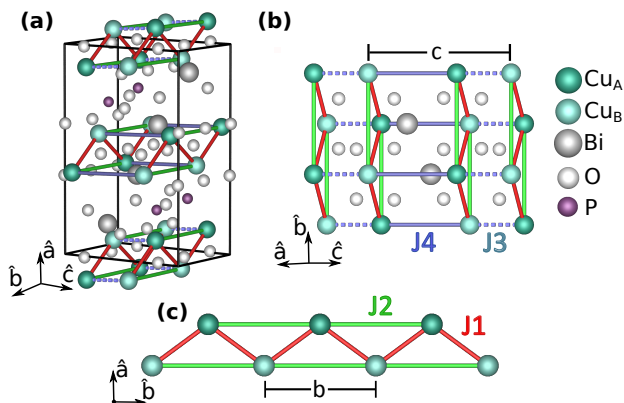 (a)
(b)
c
Cu_A
Cu_B
Bi
O
P
â
b̂
ĉ
b̂
â
ĉ
J4
J3
(c)
J2
J1
â
b̂
b